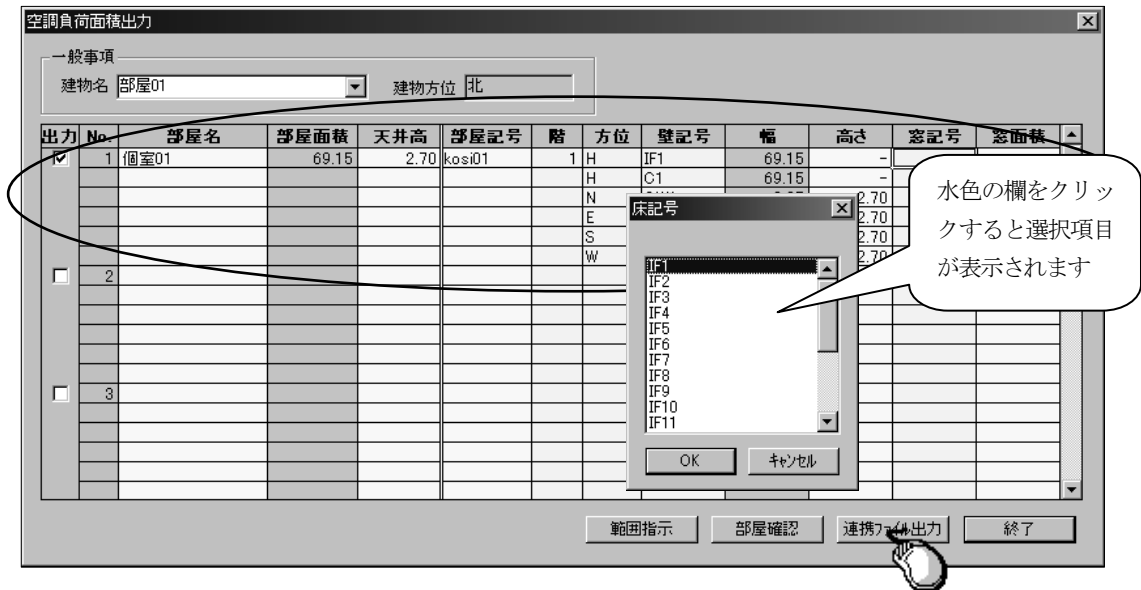 空調負荷面積出力
一般事項
建物名 部屋01 建物方位 北
出力 No. 部屋名 部屋面積 天井高 部屋記号 階 方位 壁記号 幅 高さ 窓記号 窓面積
1 個室01 69.15 2.70 kosi01 1 H IF1 69.15 -
H C1 69.15 -
N 2.70
E 2.70
S 2.70
W 2.70
2
3
床記号
IF1
IF2
IF3
IF4
IF5
IF6
IF7
IF8
IF9
IF10
IF11
OK キャンセル
水色の欄をクリッ
クすると選択項目
が表示されます
範囲指示 部屋確認 連携ファイル出力 終了